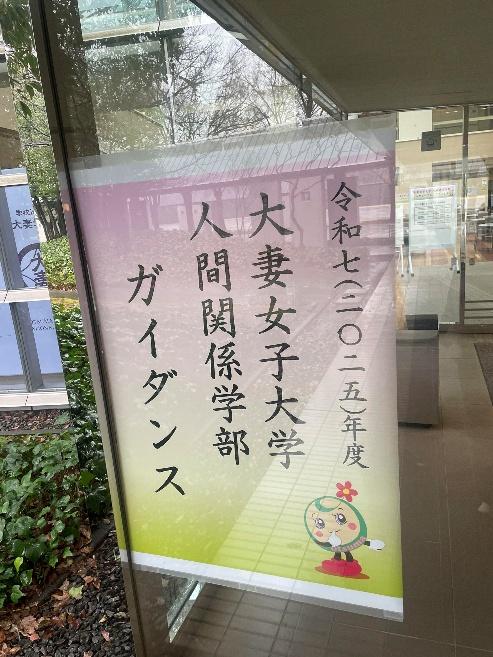 令和七(二〇二五)年度
大妻女子大学
人間関係学部
ガイダンス